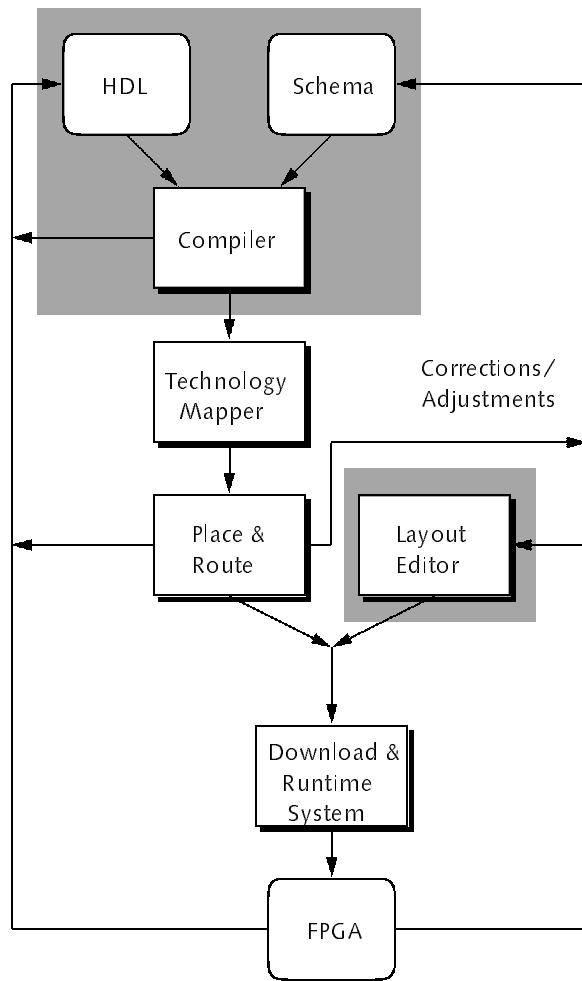 HDL
Schema
Compiler
Technology
Mapper
Corrections/
Adjustments
Place &
Route
Layout
Editor
Download &
Runtime
System
FPGA